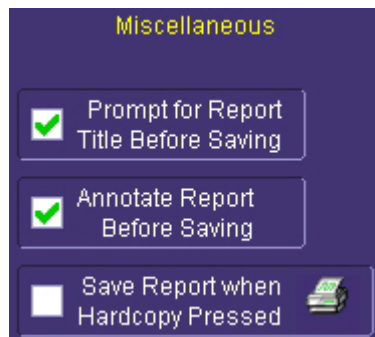 Miscellaneous
Prompt for Report
Title Before Saving
Annotate Report
Before Saving
Save Report when
Hardcopy Pressed